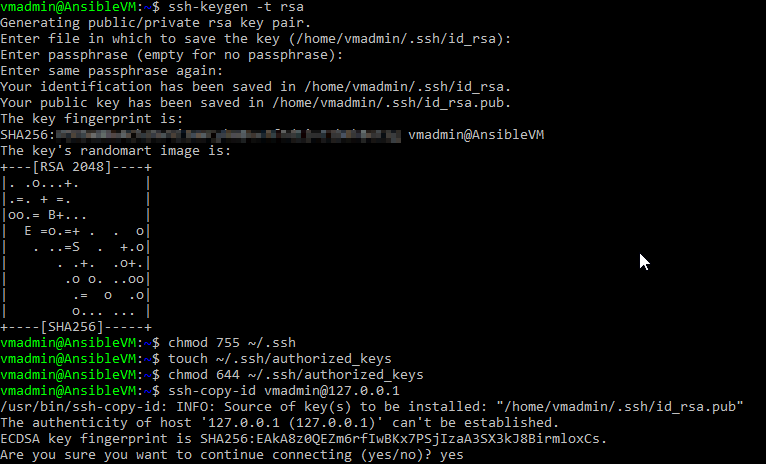 vmadmin@AnsibleVM:~$ ssh-keygen -t rsa
Generating public/private rsa key pair.
Enter file in which to save the key (/home/vmadmin/.ssh/id_rsa):
Enter passphrase (empty for no passphrase):
Enter same passphrase again:
Your identification has been saved in /home/vmadmin/.ssh/id_rsa.
Your public key has been saved in /home/vmadmin/.ssh/id_rsa.pub.
The key fingerprint is:
SHA256: vmadmin@AnsibleVM
The key's randomart image is:
+---[RSA 2048]----+
|. .o...+.        |
|.=. + =.         |
|oo.= B+...       |
|  E =o.=+ .  .  o|
|   . ..=S  .  +.o|
|      . .+.  .o+.|
|       .o o. ..oo|
|        .=  o  .o|
|        o... ... |
+----[SHA256]-----+
vmadmin@AnsibleVM:~$ chmod 755 ~/.ssh
vmadmin@AnsibleVM:~$ touch ~/.ssh/authorized_keys
vmadmin@AnsibleVM:~$ chmod 644 ~/.ssh/authorized_keys
vmadmin@AnsibleVM:~$ ssh-copy-id vmadmin@127.0.0.1
/usr/bin/ssh-copy-id: INFO: Source of key(s) to be installed: "/home/vmadmin/.ssh/id_rsa.pub"
The authenticity of host '127.0.0.1 (127.0.0.1)' can't be established.
ECDSA key fingerprint is SHA256:EAkA8z0QEZm6rfIwBKx7PSjIzaA3SX3kJ8BirmloxCs.
Are you sure you want to continue connecting (yes/no)? yes